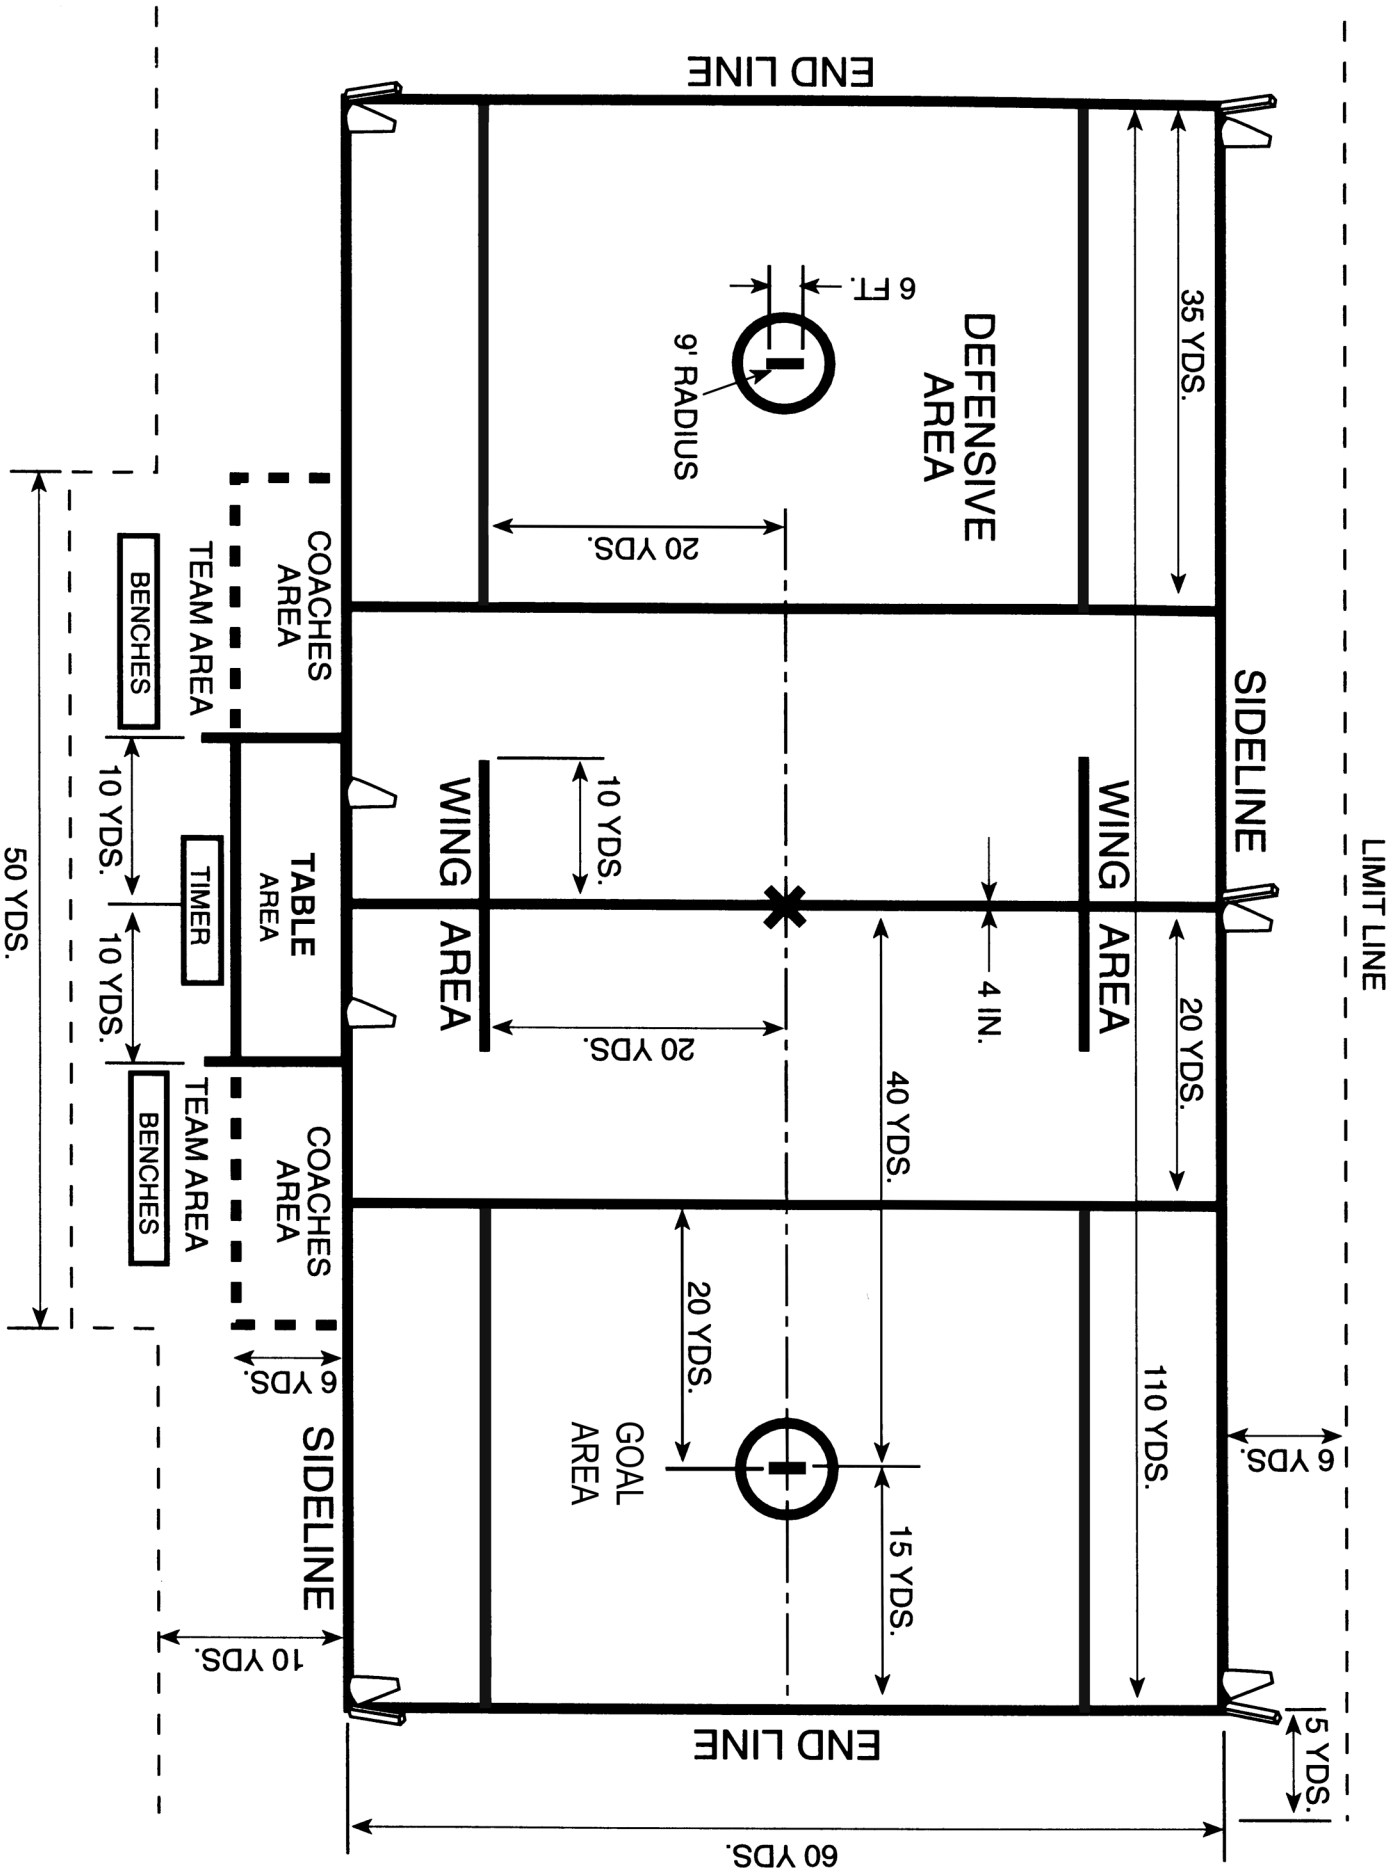 LIMIT LINE
6 YDS.
5 YDS.
SIDELINE
35 YDS.
20 YDS.
110 YDS.
WING AREA
4 IN.
DEFENSIVE
AREA
6 FT.
9' RADIUS
40 YDS.
15 YDS.
20 YDS.
GOAL
AREA
20 YDS.
20 YDS.
10 YDS.
WING AREA
END LINE
END LINE
60 YDS.
SIDELINE
COACHES
AREA
TABLE
AREA
COACHES
AREA
6 YDS.
10 YDS.
TEAM AREA
TIMER
TEAM AREA
BENCHES
BENCHES
10 YDS.
10 YDS.
50 YDS.